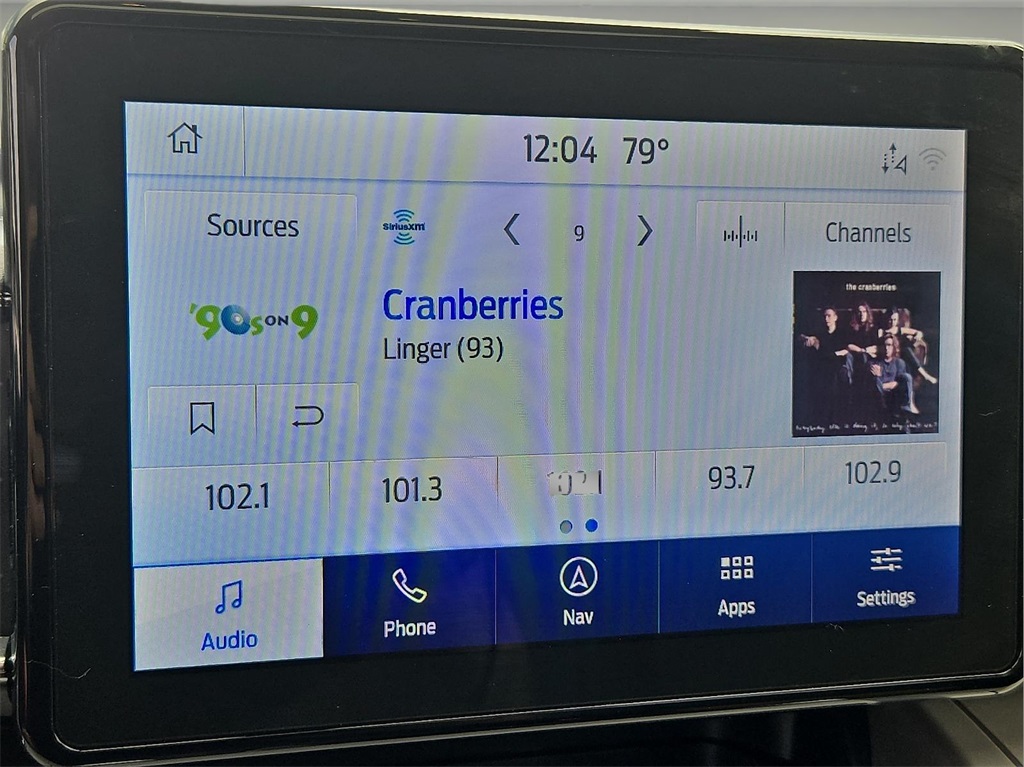 12:04 79°
Sources
SiriusXM
9
Channels
'90s ON 9
Cranberries
Linger (93)
the cranberries
102.1
101.3
93.7
102.9
Audio
Phone
Nav
Apps
Settings